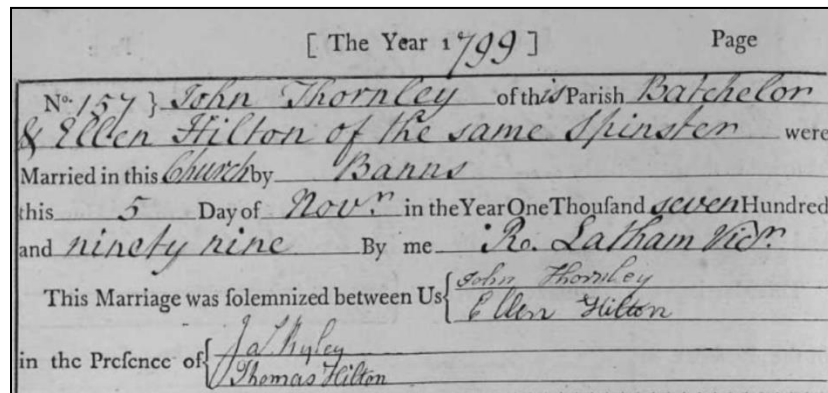 [ The Year 1799 ] Page
No. 157 } John Thornley of this Parish Batchelor
& Ellen Hilton of the same Spinster were
Married in this Church by Banns
this 5 Day of Novr. in the Year One Thouſand seven Hundred
and ninety nine By me R. Latham Vicr.
This Marriage was ſolemnized between Us { John Thornley
Ellen Hilton
in the Preſence of { Jas. Ryley
Thomas Hilton